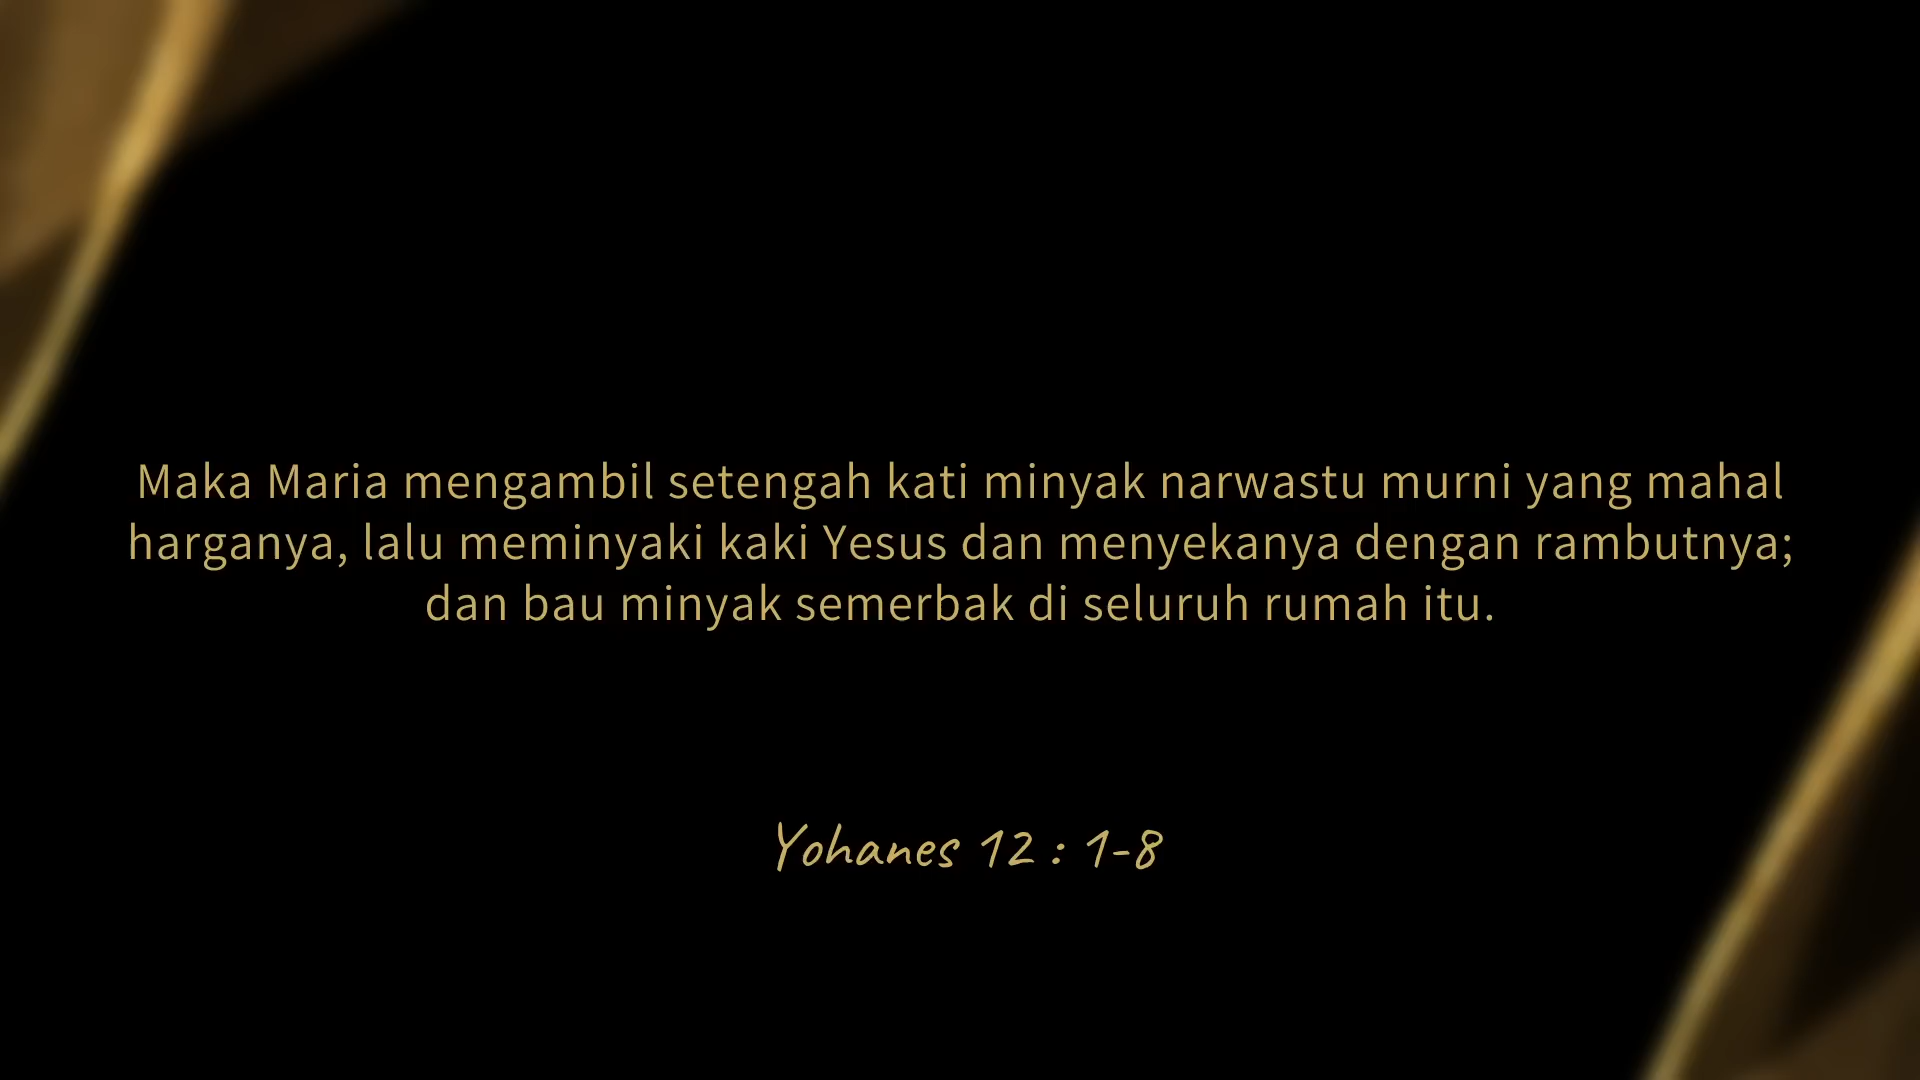 Maka Maria mengambil setengah kati minyak narwastu murni yang mahal
harganya, lalu meminyaki kaki Yesus dan menyekanya dengan rambutnya;
dan bau minyak semerbak di seluruh rumah itu.
Yohanes 12 : 1-8